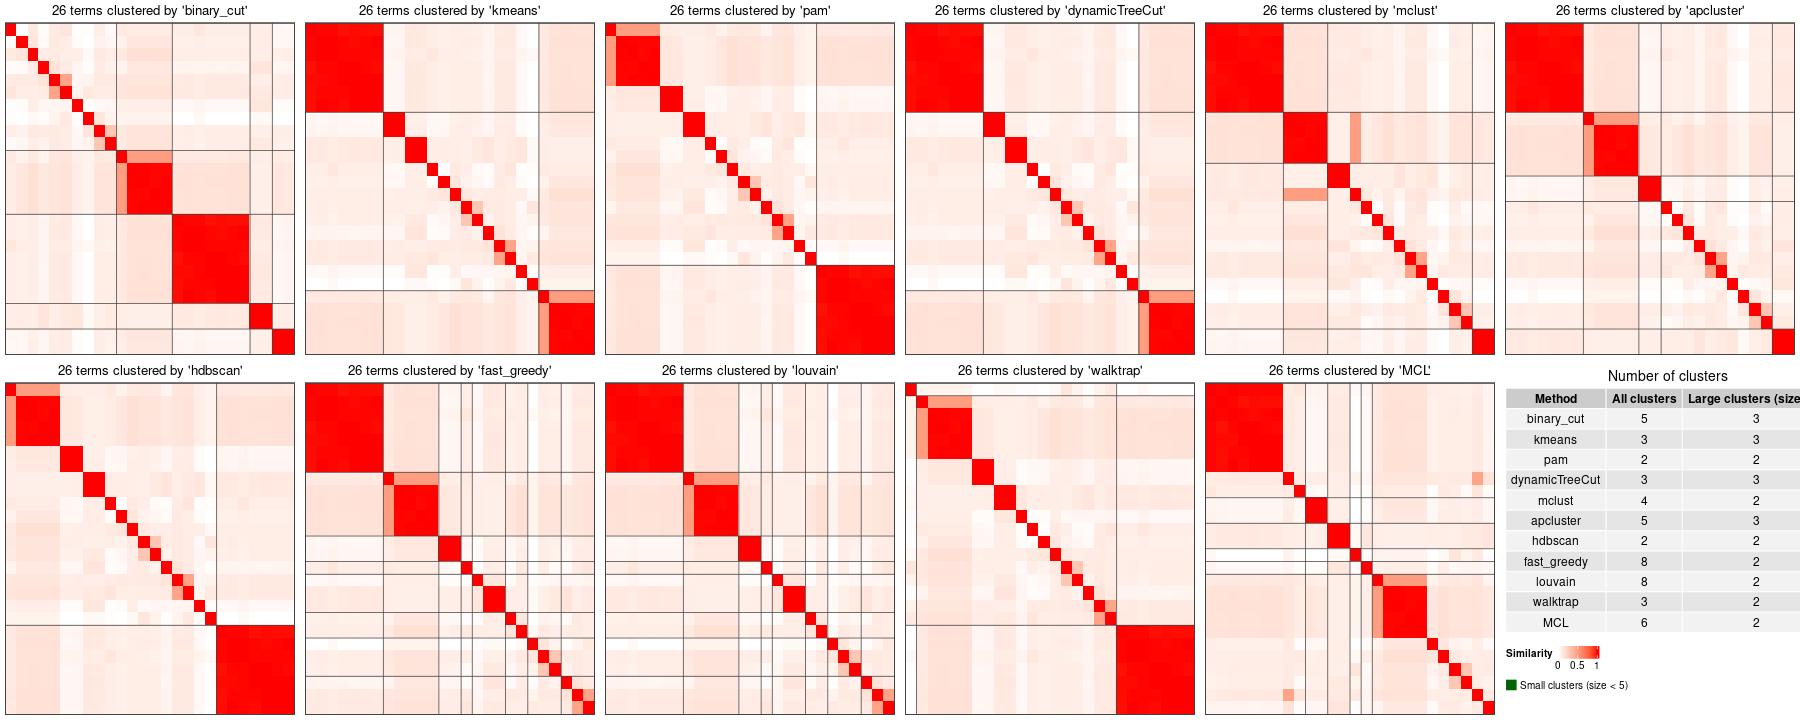 26 terms clustered by 'binary_cut'
26 terms clustered by 'kmeans'
26 terms clustered by 'pam'
26 terms clustered by 'dynamicTreeCut'
26 terms clustered by 'mclust'
26 terms clustered by 'apcluster'
26 terms clustered by 'hdbscan'
26 terms clustered by 'fast_greedy'
26 terms clustered by 'louvain'
26 terms clustered by 'walktrap'
26 terms clustered by 'MCL'
Number of clusters
Method All clusters Large clusters (size
binary_cut 5 3
kmeans 3 3
pam 2 2
dynamicTreeCut 3 3
mclust 4 2
apcluster 5 3
hdbscan 2 2
fast_greedy 8 2
louvain 8 2
walktrap 3 2
MCL 6 2
Similarity
0 0.5 1
Small clusters (size < 5)